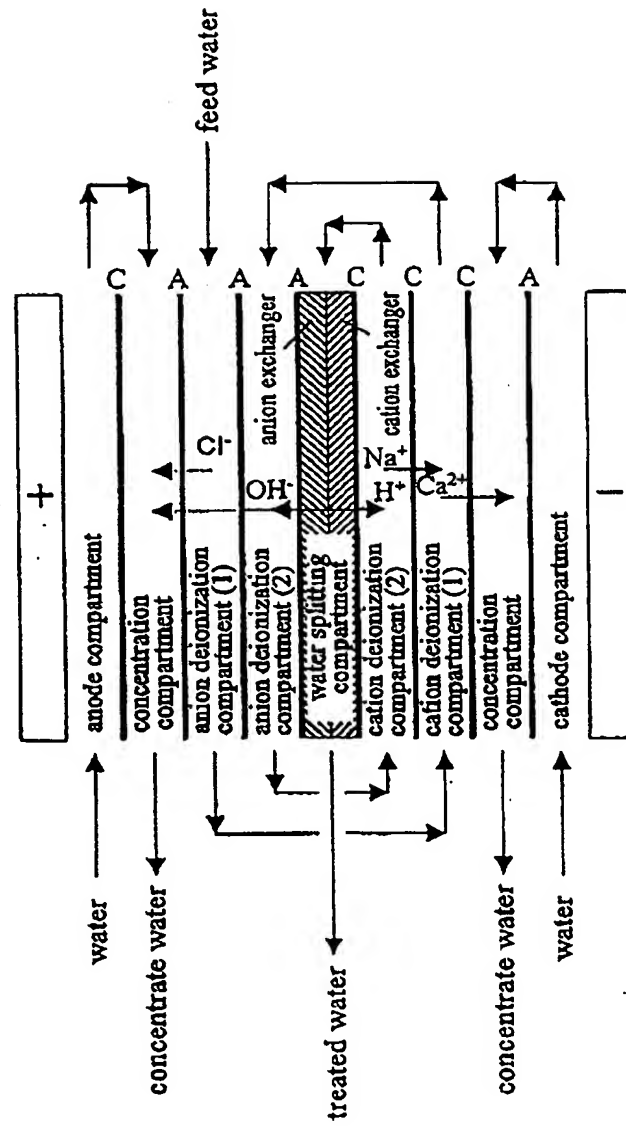 +
anode compartment
C
concentration
compartment
A
anion deionization
compartment (1)
Cl-
A
anion deionization
compartment (2)
OH-
anion exchanger
A
water splitting
compartment
C
cation deionization
compartment (2)
H+
Na+
cation exchanger
C
cation deionization
compartment (1)
Ca2+
C
concentration
compartment
A
cathode compartment
−
water
concentrate water
treated water
concentrate water
water
feed water